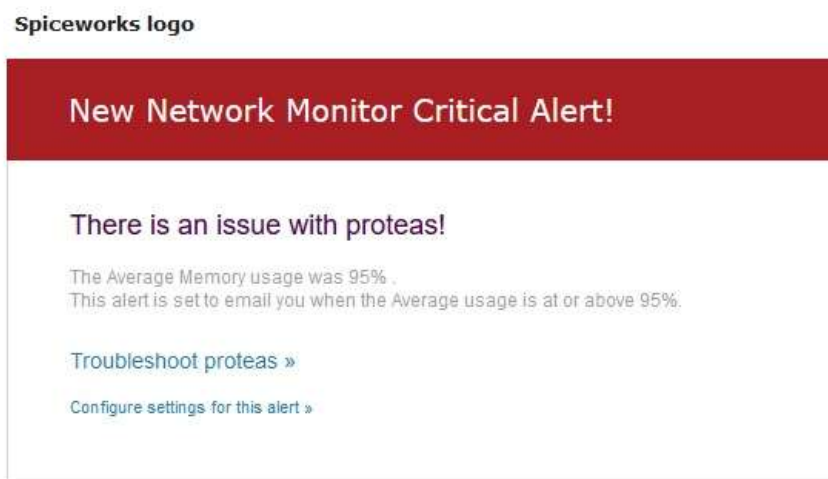 Spiceworks logo
New Network Monitor Critical Alert!
There is an issue with proteas!
The Average Memory usage was 95% .
This alert is set to email you when the Average usage is at or above 95%.
Troubleshoot proteas »
Configure settings for this alert »